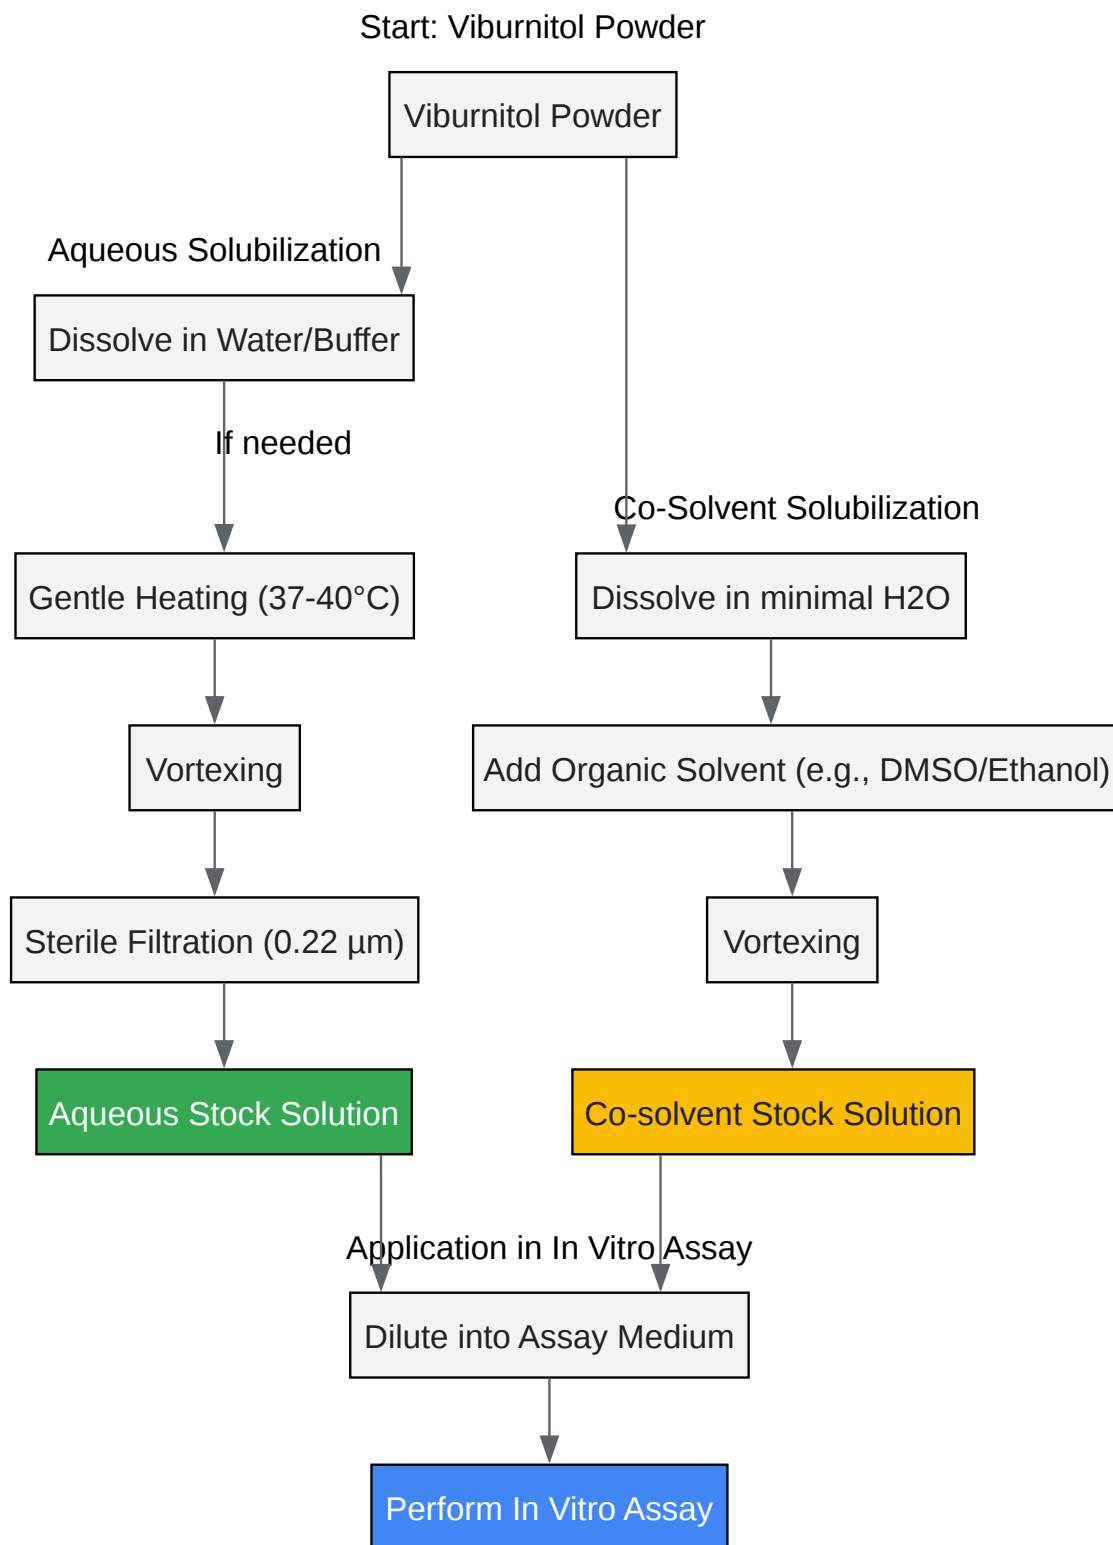 Start: Viburnitol Powder
Viburnitol Powder
Aqueous Solubilization
Dissolve in Water/Buffer
If needed
Gentle Heating (37-40°C)
Vortexing
Sterile Filtration (0.22 µm)
Aqueous Stock Solution
Co-Solvent Solubilization
Dissolve in minimal H2O
Add Organic Solvent (e.g., DMSO/Ethanol)
Vortexing
Co-solvent Stock Solution
Application in In Vitro Assay
Dilute into Assay Medium
Perform In Vitro Assay